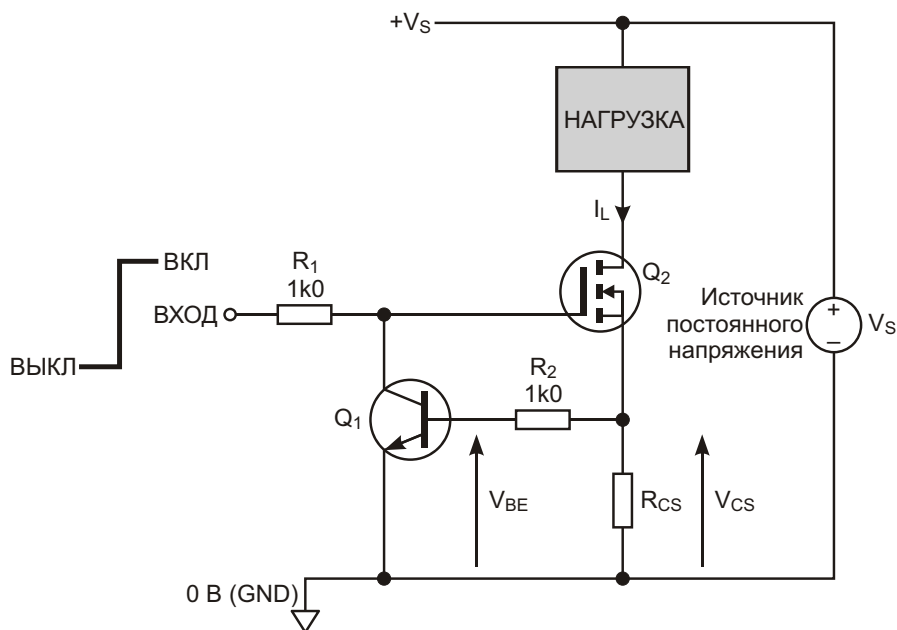 +VS
НАГРУЗКА
IL
ВКЛ
R1
1k0
Q2
ВХОД
Источник
постоянного
напряжения
+
–
VS
ВЫКЛ
R2
1k0
Q1
VBE
RCS
VCS
0 В (GND)